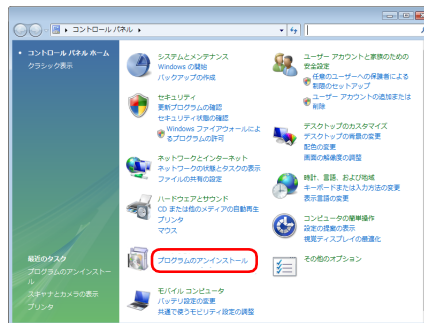 コントロール パネル
コントロール パネル ホーム
クラシック表示
システムとメンテナンス
Windows の開始
バックアップの作成
セキュリティ
更新プログラムの確認
セキュリティ状態の確認
Windows ファイアウォールによ
るプログラムの許可
ネットワークとインターネット
ネットワークの状態とタスクの表示
ファイルの共有の設定
ハードウェアとサウンド
CD または他のメディアの自動再生
プリンタ
マウス
プログラムのアンインストール
モバイル コンピュータ
バッテリ設定の変更
共通で使うモビリティ設定の調整
ユーザー アカウントと家族のための
安全設定
任意のユーザーへの保護者による
制限のセットアップ
ユーザー アカウントの追加または
削除
デスクトップのカスタマイズ
デスクトップの背景の変更
配色の変更
画面の解像度の調整
時計、言語、および地域
キーボードまたは入力方法の変更
表示言語の変更
コンピュータの簡単操作
設定の提案の表示
視覚ディスプレイの最適化
その他のオプション
最近のタスク
プログラムのアンインストー
ル
スキャナとカメラの表示
プリンタ